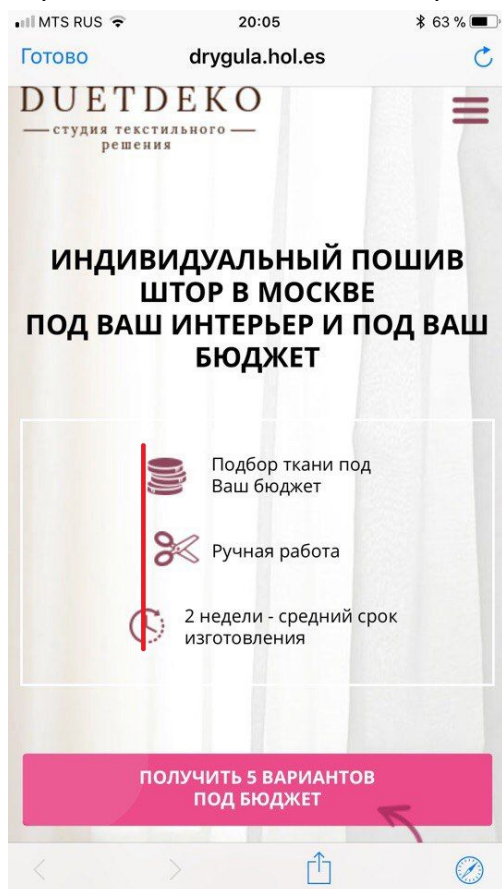 MTS RUS 20:05 63 %
Готово drygula.hol.es
DUETDEKO
студия текстильного
решения
ИНДИВИДУАЛЬНЫЙ ПОШИВ
ШТОР В МОСКВЕ
ПОД ВАШ ИНТЕРЬЕР И ПОД ВАШ
БЮДЖЕТ
Подбор ткани под
Ваш бюджет
Ручная работа
2 недели - средний срок
изготовления
ПОЛУЧИТЬ 5 ВАРИАНТОВ
ПОД БЮДЖЕТ